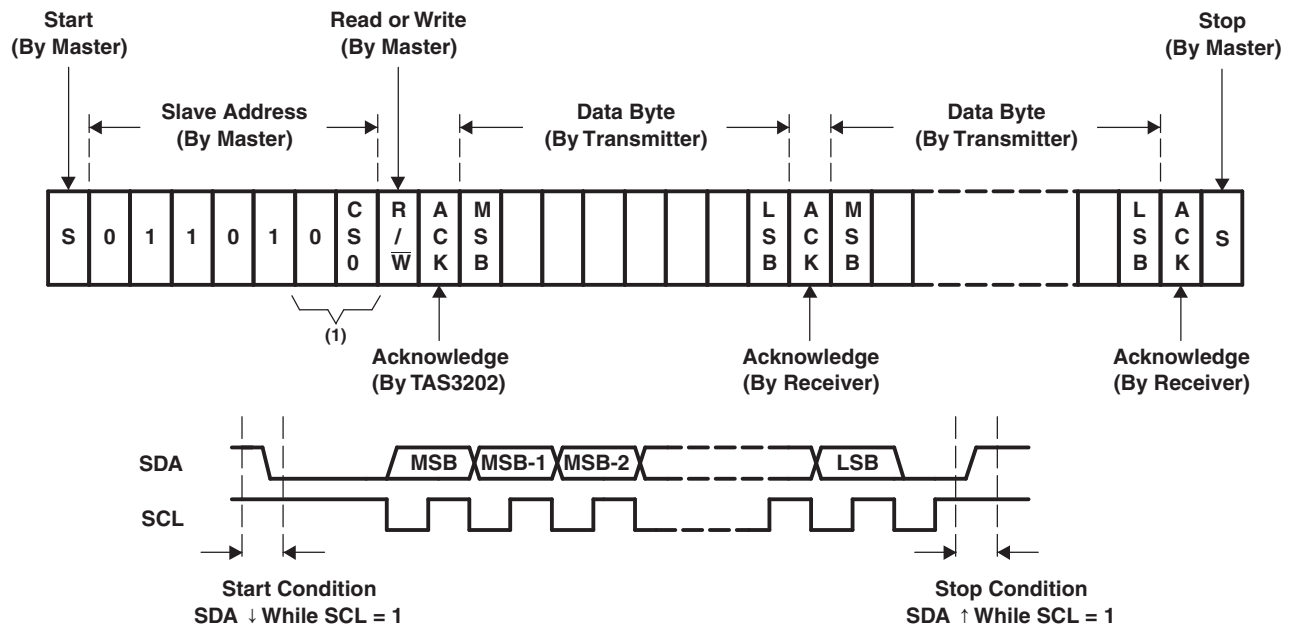 Start
(By Master)
Read or Write
(By Master)
Stop
(By Master)
Slave Address
(By Master)
Data Byte
(By Transmitter)
Data Byte
(By Transmitter)
S 0 1 1 0 1 0 CS0 R/W ACK MSB LSB ACK MSB LSB ACK S
(1)
Acknowledge
(By TAS3202)
Acknowledge
(By Receiver)
Acknowledge
(By Receiver)
SDA MSB MSB-1 MSB-2 LSB
SCL
Start Condition
SDA ↓ While SCL = 1
Stop Condition
SDA ↑ While SCL = 1